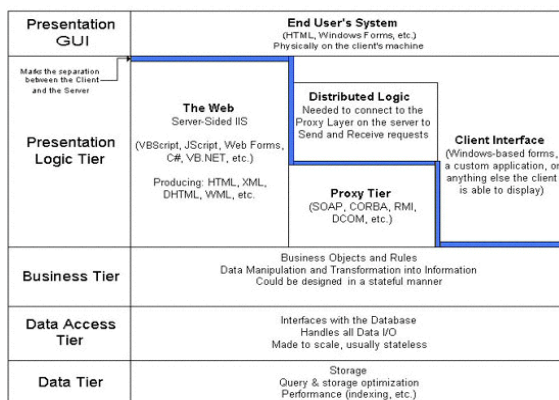 Presentation
GUI
End User's System
(HTML, Windows Forms, etc.)
Physically on the client's machine
Marks the separation
between the Client
and the Server
Presentation
Logic Tier
The Web
Server-Sided IIS
(VBScript, JScript, Web Forms,
C#, VB.NET, etc.)
Producing: HTML, XML,
DHTML, WML, etc.
Distributed Logic
Needed to connect to the
Proxy Layer on the server to
Send and Receive requests
Proxy Tier
(SOAP, CORBA, RMI,
DCOM, etc.)
Client Interface
(Windows-based forms,
a custom application, or
anything else the client
is able to display)
Business Tier
Business Objects and Rules
Data Manipulation and Transformation into Information
Could be designed in a stateful manner
Data Access
Tier
Interfaces with the Database
Handles all Data I/O
Made to scale, usually stateless
Data Tier
Storage
Query & storage optimization
Performance (indexing, etc.)